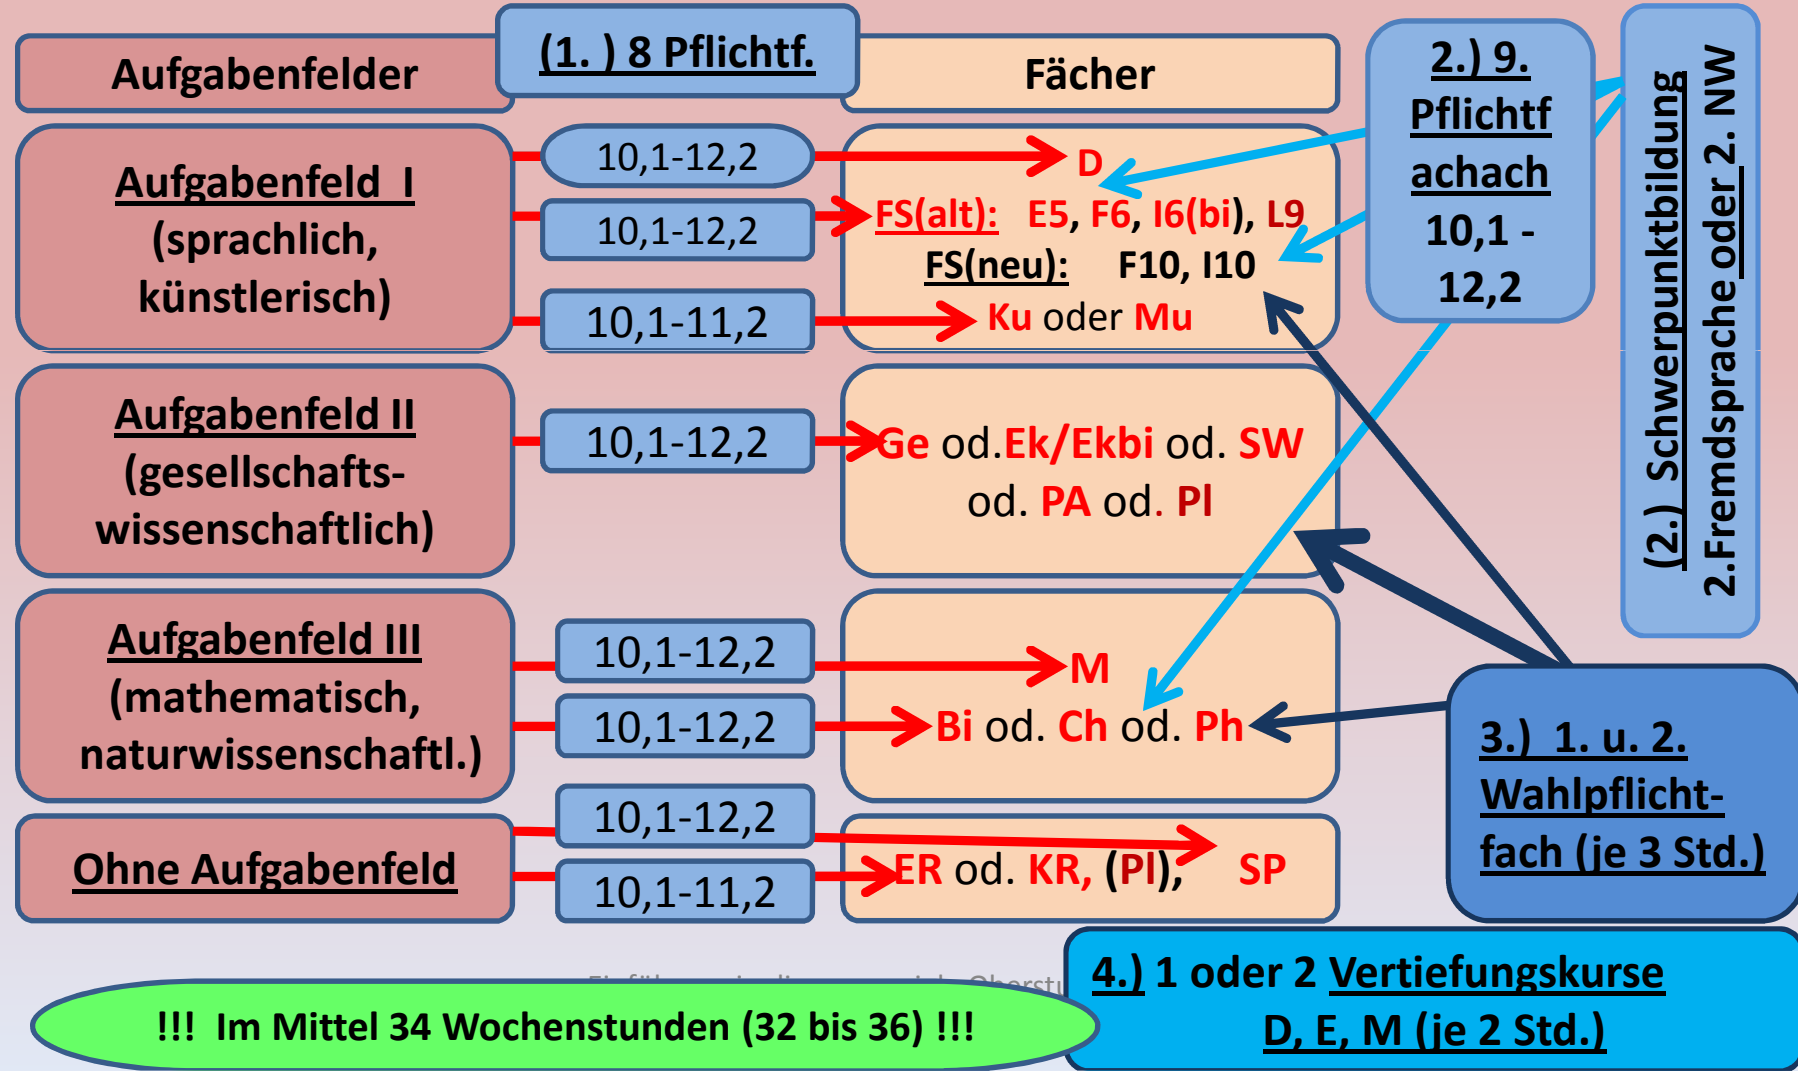 (1. ) 8 Pflichtf.
Aufgabenfelder
Fächer
Aufgabenfeld I
(sprachlich,
künstlerisch)
10,1-12,2
10,1-12,2
10,1-11,2
D
FS(alt): E5, F6, I6(bi), L9
FS(neu): F10, I10
Ku oder Mu
2.) 9.
Pflichtf
achach
10,1 -
12,2
(2.) Schwerpunktbildung
2.Fremdsprache oder 2. NW
Aufgabenfeld II
(gesellschafts-
wissenschaftlich)
10,1-12,2
Ge od.Ek/Ekbi od. SW
od. PA od. Pl
Aufgabenfeld III
(mathematisch,
naturwissenschaftl.)
10,1-12,2
10,1-12,2
M
Bi od. Ch od. Ph
3.) 1. u. 2.
Wahlpflicht-
fach (je 3 Std.)
Ohne Aufgabenfeld
10,1-12,2
10,1-11,2
ER od. KR, (Pl), SP
4.) 1 oder 2 Vertiefungskurse
D, E, M (je 2 Std.)
!!! Im Mittel 34 Wochenstunden (32 bis 36) !!!